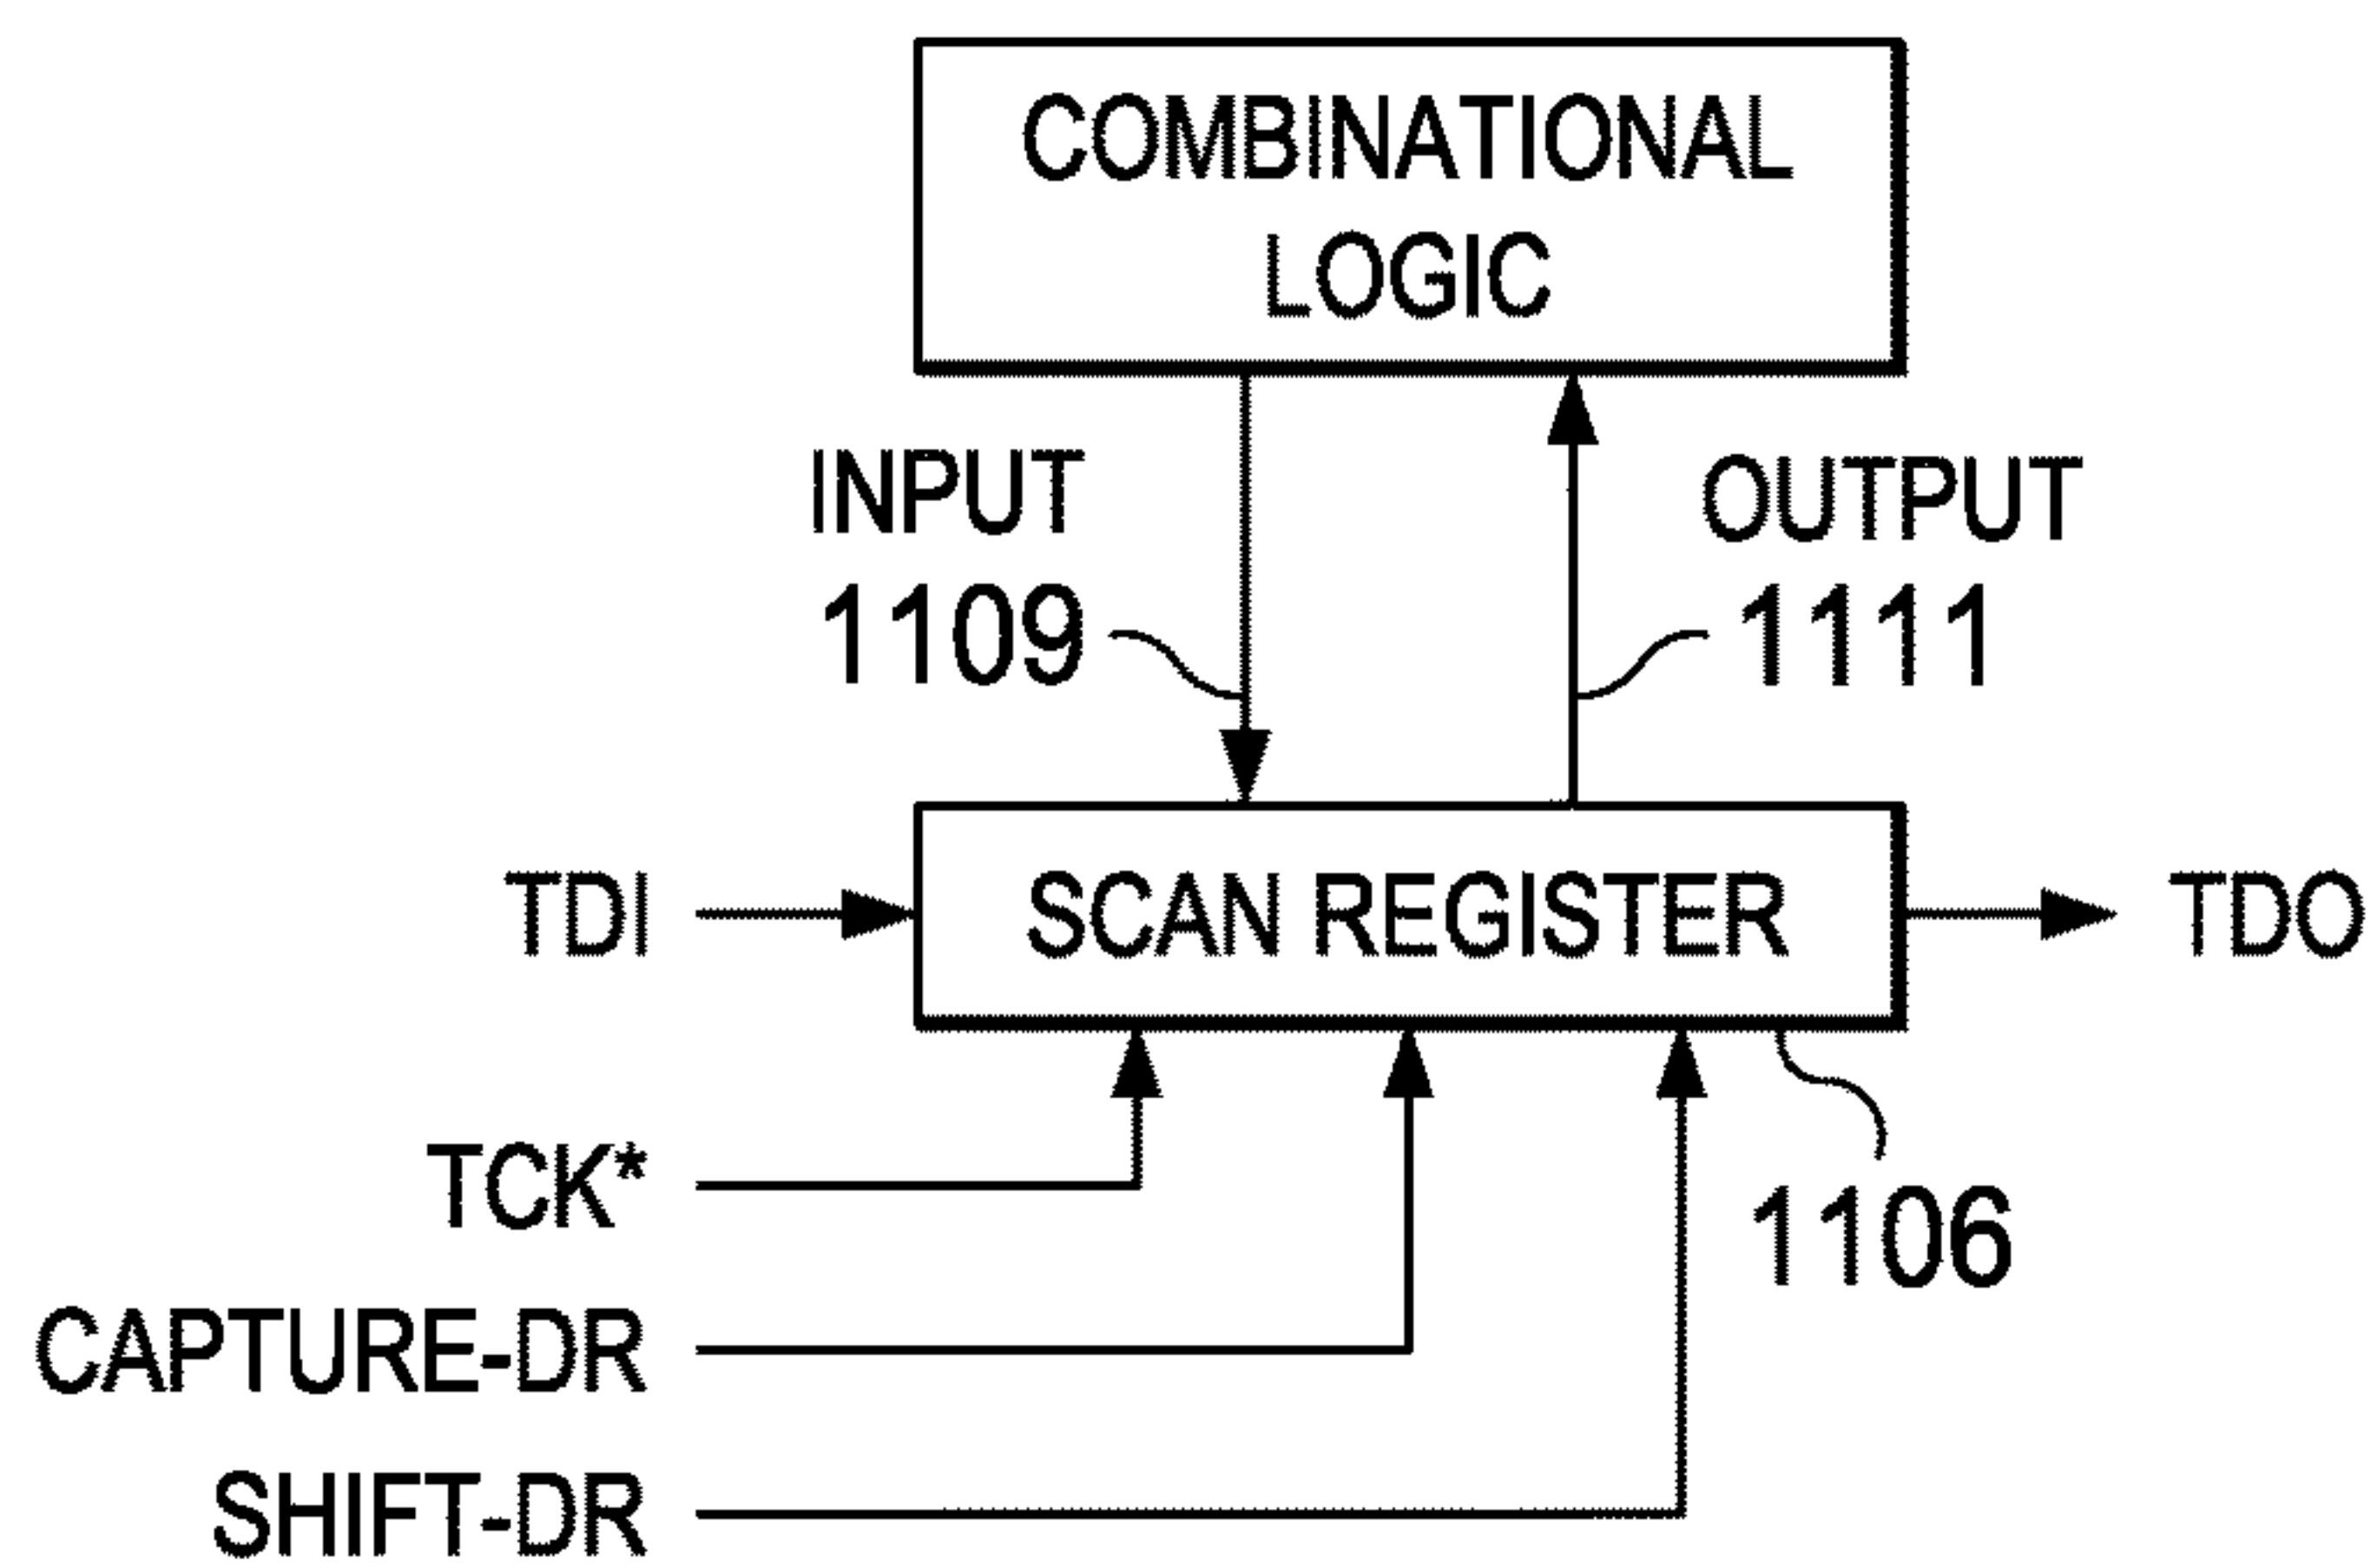 COMBINATIONAL
LOGIC
INPUT
1109
OUTPUT
1111
TDI
SCAN REGISTER
TDO
TCK*
1106
CAPTURE-DR
SHIFT-DR